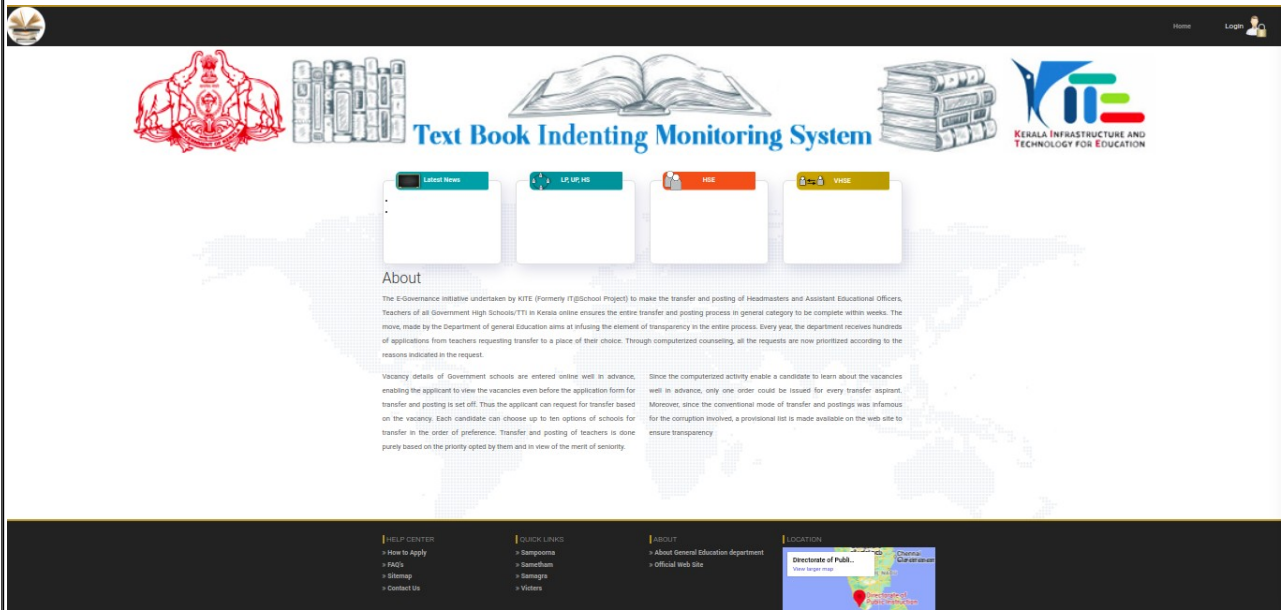 Home Login
Text Book Indenting Monitoring System
KERALA INFRASTRUCTURE AND
TECHNOLOGY FOR EDUCATION
Latest News
LP, UP, HS
HSE
VHSE
About
The E-Governance initiative undertaken by KITE (Formerly IT@School Project) to make the transfer and posting of Headmasters and Assistant Educational Officers,
Teachers of all Government High Schools/TTI in Kerala online ensures the entire transfer and posting process in general category to be complete within weeks. The
move, made by the Department of general Education aims at infusing the element of transparency in the entire process. Every year, the department receives hundreds
of applications from teachers requesting transfer to a place of their choice. Through computerized counseling, all the requests are now prioritized according to the
reasons indicated in the request.
Vacancy details of Government schools are entered online well in advance,
enabling the applicant to view the vacancies even before the application form for
transfer and posting is set off. Thus the applicant can request for transfer based
on the vacancy. Each candidate can choose up to ten options of schools for
transfer in the order of preference. Transfer and posting of teachers is done
purely based on the priority opted by them and in view of the merit of seniority.
Since the computerized activity enable a candidate to learn about the vacancies
well in advance, only one order could be issued for every transfer aspirant.
Moreover, since the conventional mode of transfer and postings was infamous
for the corruption involved, a provisional list is made available on the web site to
ensure transparency
HELP CENTER
» How to Apply
» FAQ's
» Sitemap
» Contact Us
QUICK LINKS
» Sampoorna
» Sametham
» Samagra
» Victers
ABOUT
» About General Education department
» Official Web Site
LOCATION
Directorate of Publi...
View larger map
Chennai
Directorate of
Public Instruction